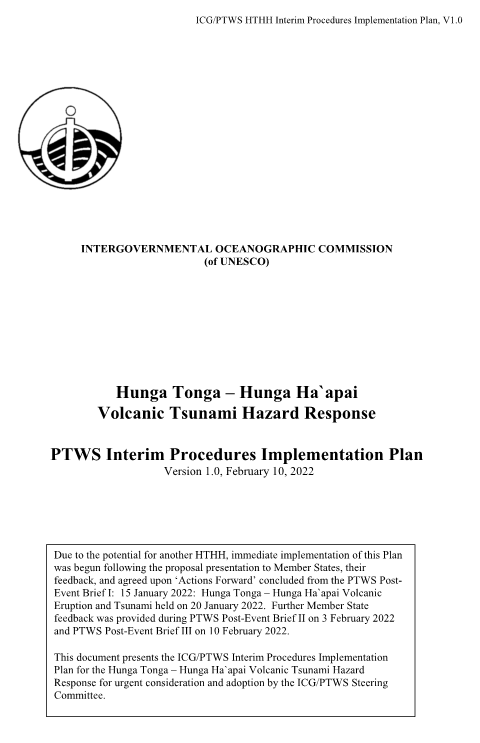 ICG/PTWS HTHH Interim Procedures Implementation Plan, V1.0
INTERGOVERNMENTAL OCEANOGRAPHIC COMMISSION
(of UNESCO)
Hunga Tonga – Hunga Ha`apai
Volcanic Tsunami Hazard Response
PTWS Interim Procedures Implementation Plan
Version 1.0, February 10, 2022
Due to the potential for another HTHH, immediate implementation of this Plan
was begun following the proposal presentation to Member States, their
feedback, and agreed upon ‘Actions Forward’ concluded from the PTWS Post-
Event Brief I:  15 January 2022:  Hunga Tonga – Hunga Ha`apai Volcanic
Eruption and Tsunami held on 20 January 2022.  Further Member State
feedback was provided during PTWS Post-Event Brief II on 3 February 2022
and PTWS Post-Event Brief III on 10 February 2022.
This document presents the ICG/PTWS Interim Procedures Implementation
Plan for the Hunga Tonga – Hunga Ha`apai Volcanic Tsunami Hazard
Response for urgent consideration and adoption by the ICG/PTWS Steering
Committee.